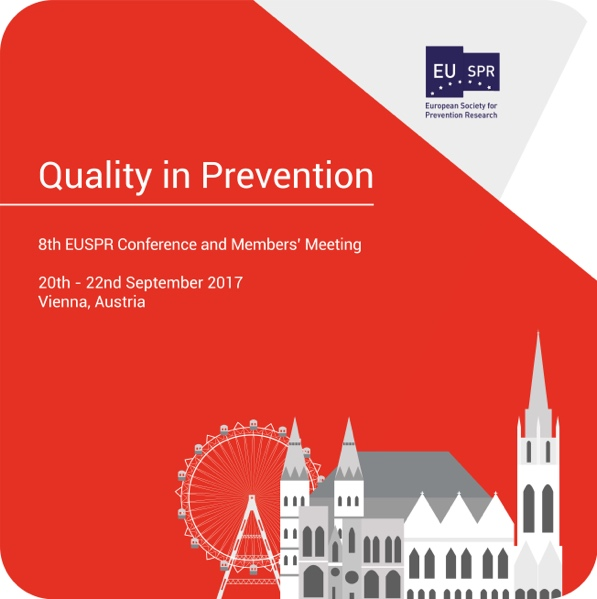 EU SPR
European Society for
Prevention Research
Quality in Prevention
8th EUSPR Conference and Members' Meeting
20th - 22nd September 2017
Vienna, Austria